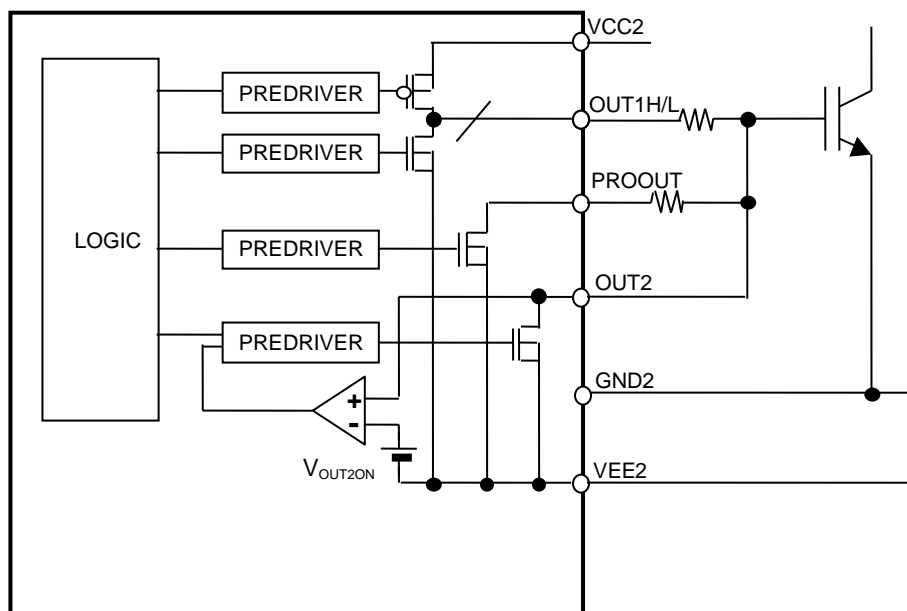 VCC2
PREDRIVER
OUT1H/L
PREDRIVER
PROOUT
LOGIC
PREDRIVER
OUT2
PREDRIVER
GND2
+
-
VOUT2ON
VEE2